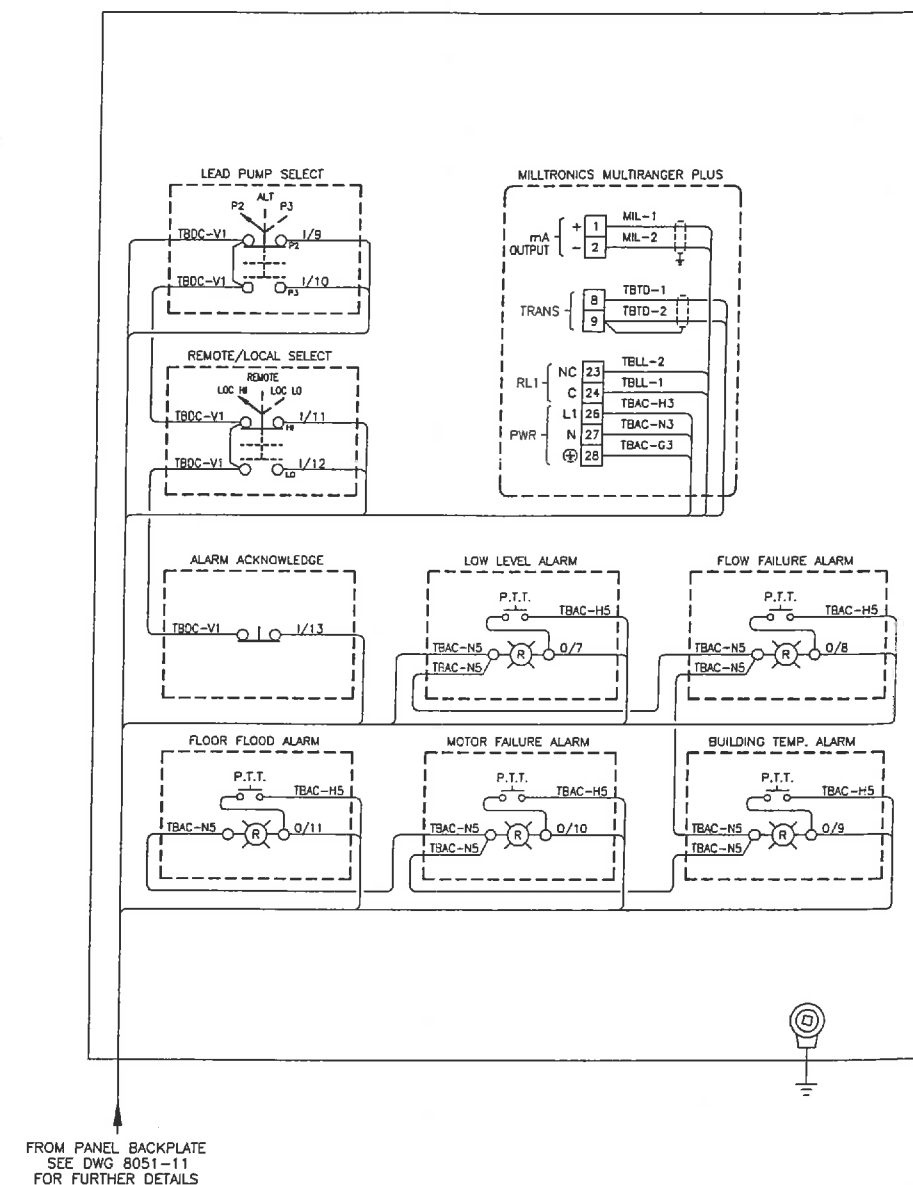 LEAD PUMP SELECT
ALT
P2 P3
TBDC-V1 I/9
P2
TBDC-V1 I/10
P3
REMOTE/LOCAL SELECT
REMOTE
LOC HI LOC LO
TBDC-V1 I/11
HI
TBDC-V1 I/12
LO
MILLTRONICS MULTIRANGER PLUS
+ 1 MIL-1
mA
OUTPUT
- 2 MIL-2
TRANS
8 TBTD-1
9 TBTD-2
RL1
NC 23 TBLL-2
C 24 TBLL-1
PWR
L1 26 TBAC-H3
N 27 TBAC-N3
28 TBAC-G3
ALARM ACKNOWLEDGE
TBDC-V1 I/13
LOW LEVEL ALARM
P.T.T.
TBAC-H5
TBAC-N5 R O/7
TBAC-N5
FLOW FAILURE ALARM
P.T.T.
TBAC-H5
TBAC-N5 R O/8
TBAC-N5
FLOOR FLOOD ALARM
P.T.T.
TBAC-H5
TBAC-N5 R O/11
MOTOR FAILURE ALARM
P.T.T.
TBAC-H5
TBAC-N5 R O/10
TBAC-N5
BUILDING TEMP. ALARM
P.T.T.
TBAC-H5
TBAC-N5 R O/9
TBAC-N5
FROM PANEL BACKPLATE
SEE DWG 8051-11
FOR FURTHER DETAILS